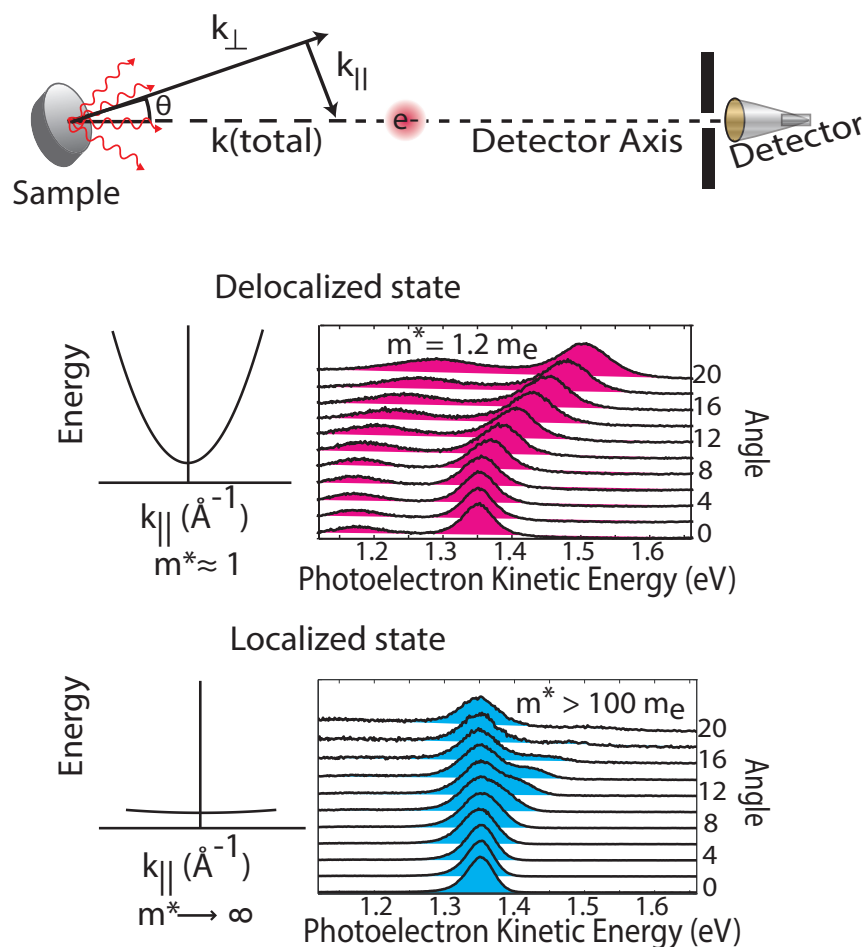 k⊥
k||
θ
e-
k(total)
Detector Axis
Detector
Sample
Delocalized state
Energy
k|| (Å⁻¹)
m*≈ 1
m*= 1.2 mₑ
20
16
12
8
4
0
Angle
1.2 1.3 1.4 1.5 1.6
Photoelectron Kinetic Energy (eV)
Localized state
Energy
k|| (Å⁻¹)
m*→ ∞
m* > 100 mₑ
20
16
12
8
4
0
Angle
1.2 1.3 1.4 1.5 1.6
Photoelectron Kinetic Energy (eV)